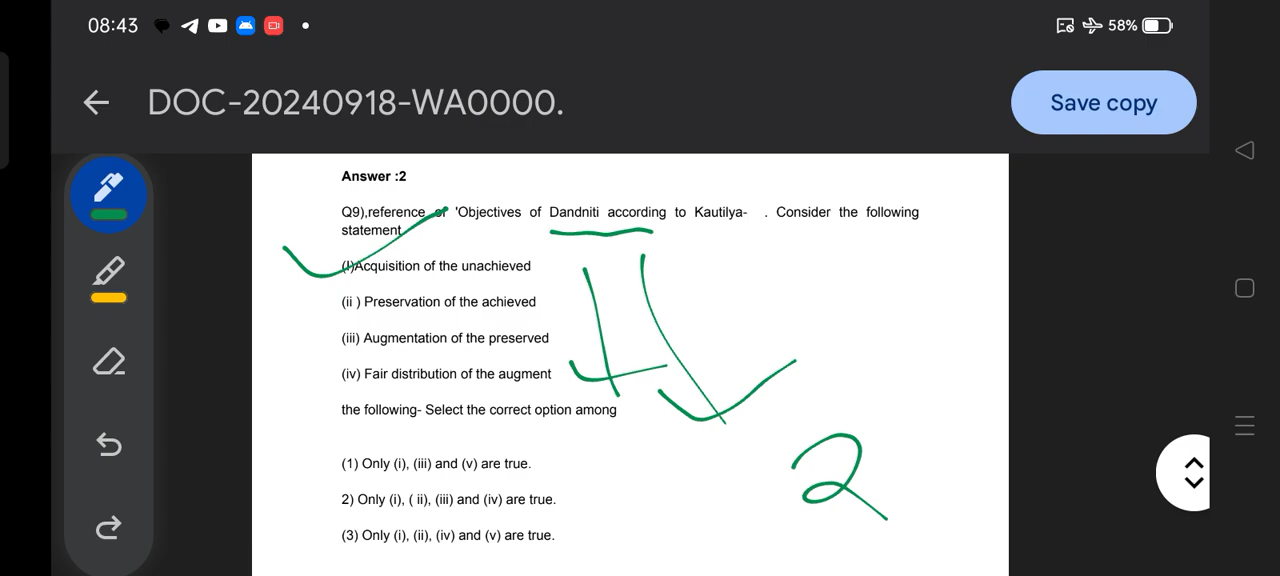 08:43
58%
DOC-20240918-WA0000.
Save copy
Answer :2
Q9),reference of 'Objectives of Dandniti according to Kautilya- . Consider the following
statement
(I)Acquisition of the unachieved
(ii ) Preservation of the achieved
(iii) Augmentation of the preserved
(iv) Fair distribution of the augment
the following- Select the correct option among
2
(1) Only (i), (iii) and (v) are true.
2) Only (i), ( ii), (iii) and (iv) are true.
(3) Only (i), (ii), (iv) and (v) are true.